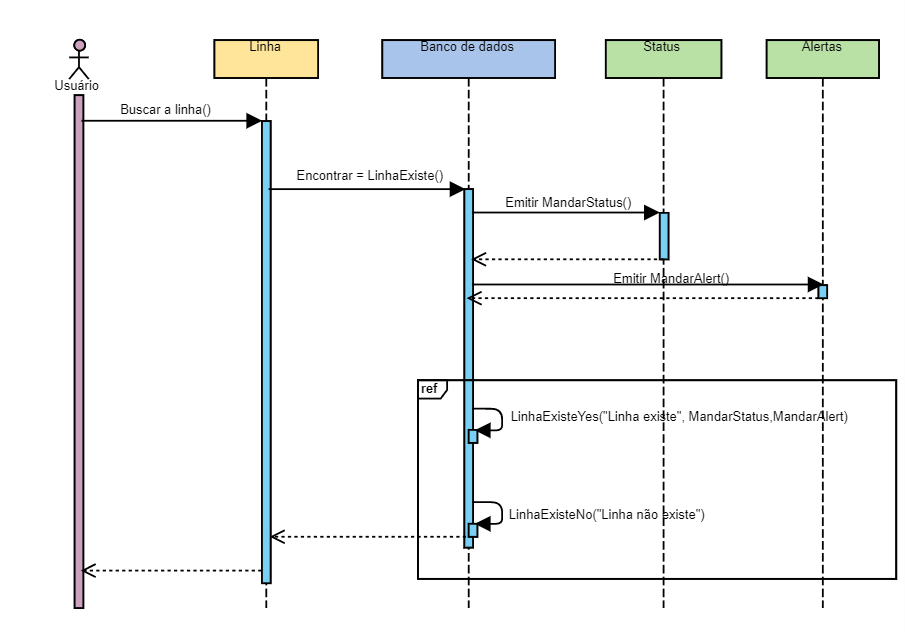 Linha
Banco de dados
Status
Alertas
Usuário
Buscar a linha()
Encontrar = LinhaExiste()
Emitir MandarStatus()
Emitir MandarAlert()
ref
LinhaExisteYes("Linha existe", MandarStatus,MandarAlert)
LinhaExisteNo("Linha não existe")